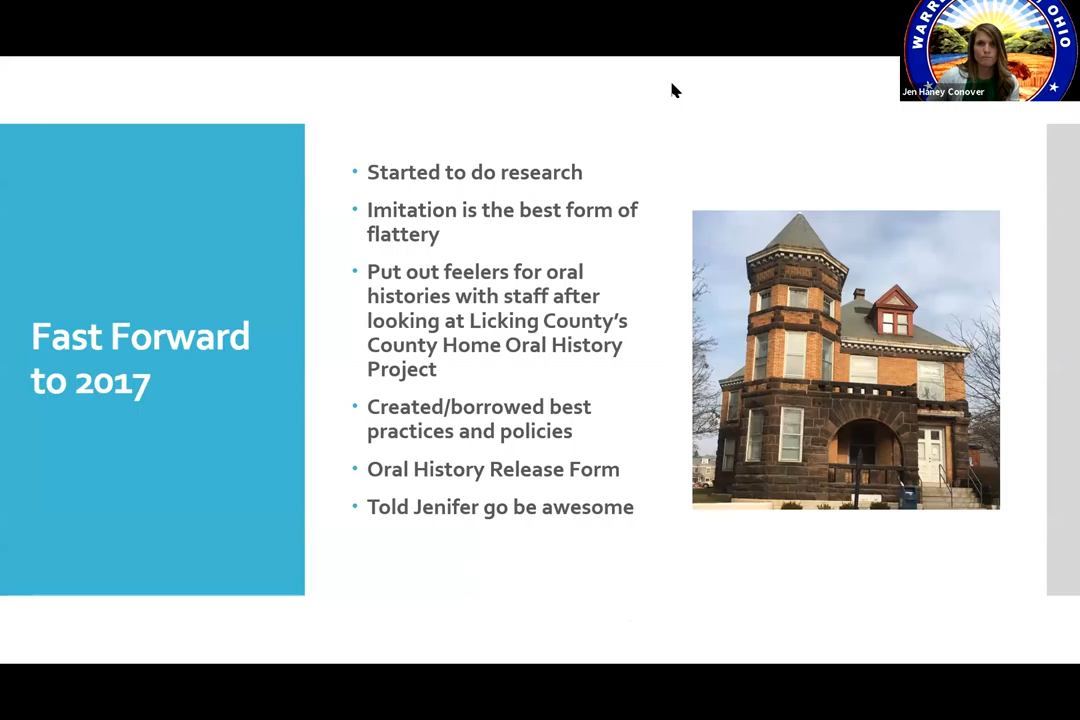 WARRE
OHIO
Jen Haney Conover
Fast Forward
to 2017
• Started to do research
• Imitation is the best form of
flattery
• Put out feelers for oral
histories with staff after
looking at Licking County's
County Home Oral History
Project
• Created/borrowed best
practices and policies
• Oral History Release Form
• Told Jenifer go be awesome